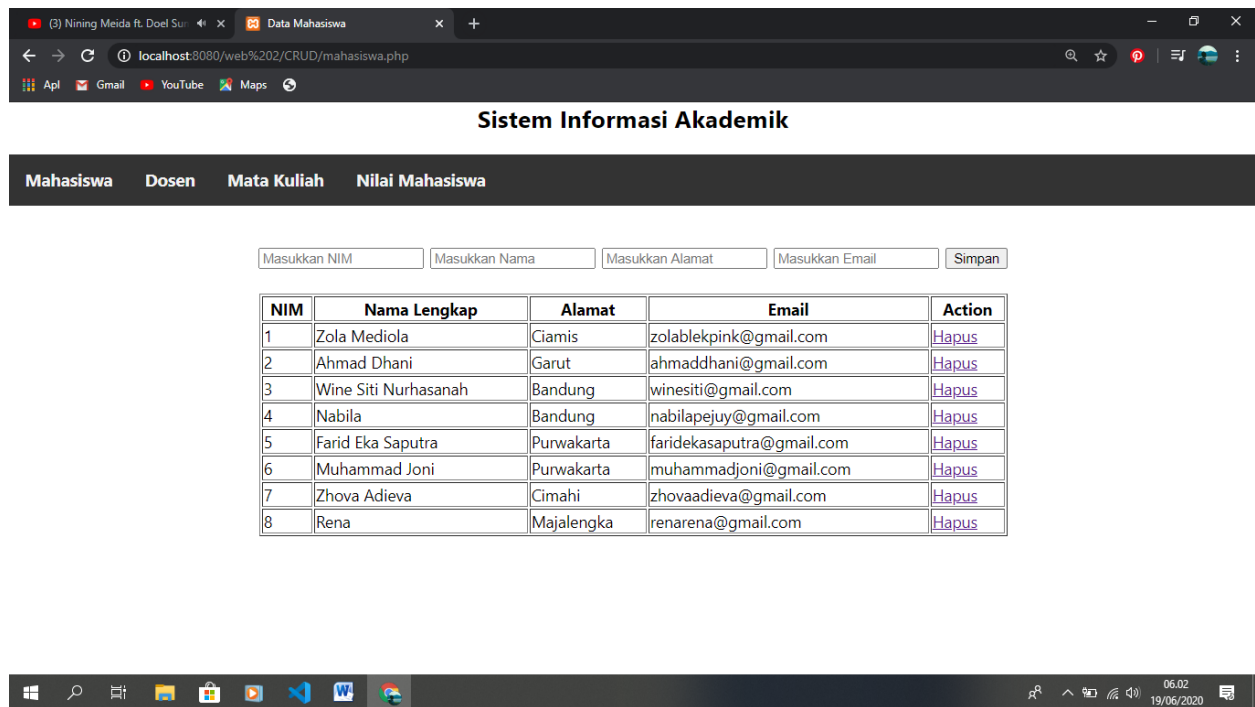 (3) Nining Meida ft. Doel Sum
Data Mahasiswa
localhost:8080/web%202/CRUD/mahasiswa.php
Apl Gmail YouTube Maps
Sistem Informasi Akademik
Mahasiswa Dosen Mata Kuliah Nilai Mahasiswa
Masukkan NIM Masukkan Nama Masukkan Alamat Masukkan Email Simpan
NIM Nama Lengkap Alamat Email Action
1 Zola Mediola Ciamis zolablekpink@gmail.com Hapus
2 Ahmad Dhani Garut ahmaddhani@gmail.com Hapus
3 Wine Siti Nurhasanah Bandung winesiti@gmail.com Hapus
4 Nabila Bandung nabilapejuy@gmail.com Hapus
5 Farid Eka Saputra Purwakarta faridekasaputra@gmail.com Hapus
6 Muhammad Joni Purwakarta muhammadjoni@gmail.com Hapus
7 Zhova Adieva Cimahi zhovaadieva@gmail.com Hapus
8 Rena Majalengka renarena@gmail.com Hapus
06.02
19/06/2020